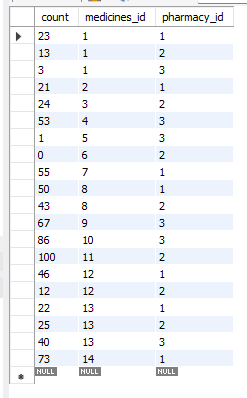 count medicines_id pharmacy_id
23 1 1
13 1 2
3 1 3
21 2 1
24 3 2
53 4 3
1 5 3
0 6 2
55 7 1
50 8 1
43 8 2
67 9 3
86 10 3
100 11 2
46 12 1
12 12 2
22 13 1
25 13 2
40 13 3
73 14 1
NULL NULL NULL